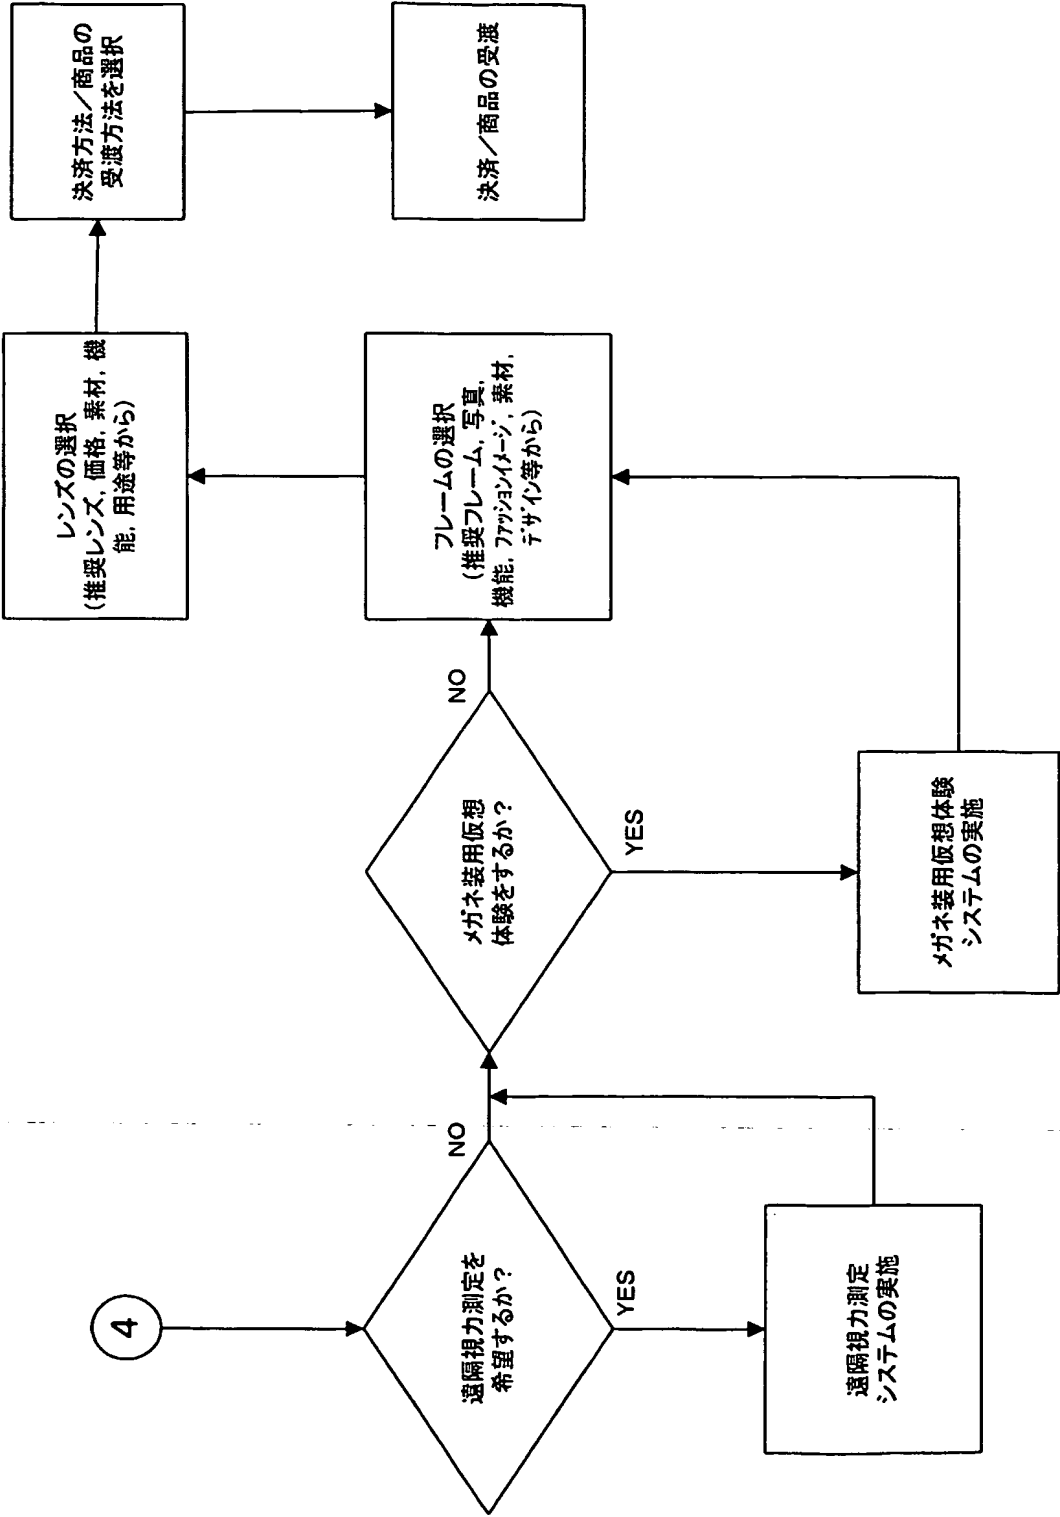 4
遠隔視力測定を
希望するか?
NO
YES
遠隔視力測定
システムの実施
メガネ装用仮想
体験をするか?
NO
YES
メガネ装用仮想体験
システムの実施
フレームの選択
(推奨フレーム, 写真,
機能, ファッションイメージ, 素材,
デザイン等から)
レンズの選択
(推奨レンズ, 価格, 素材, 機
能, 用途等から)
決済方法/商品の
受渡方法を選択
決済/商品の受渡